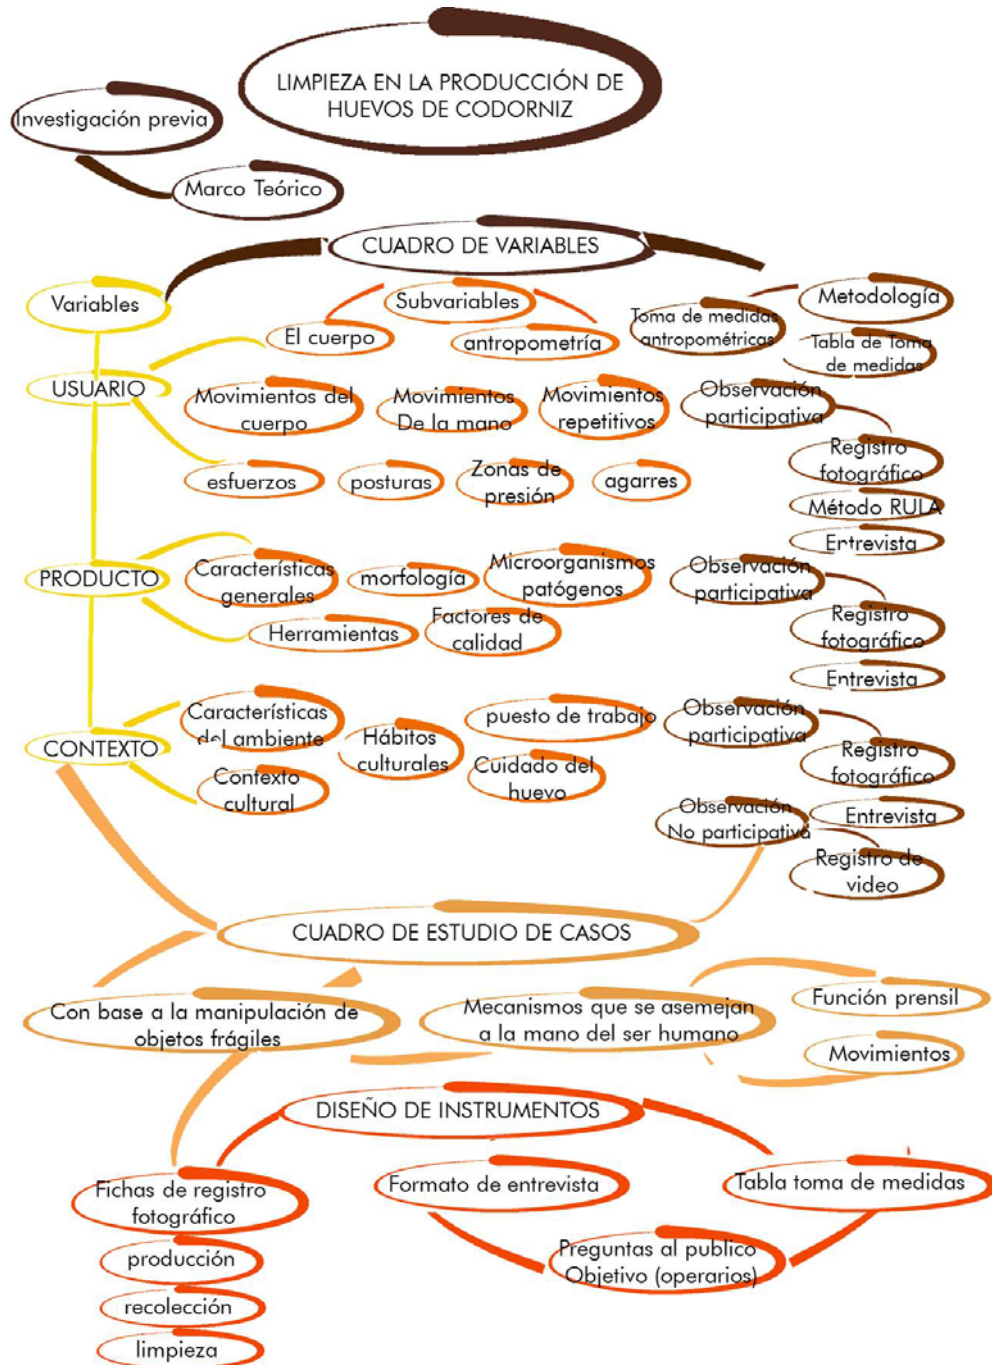 LIMPIEZA EN LA PRODUCCIÓN DE
HUEVOS DE CODORNIZ
Investigación previa
Marco Teórico
CUADRO DE VARIABLES
Variables
Subvariables
Metodología
El cuerpo
antropometría
Toma de medidas
antropométricas
Tabla de Toma
de medidas
USUARIO
Movimientos del
cuerpo
Movimientos
De la mano
Movimientos
repetitivos
Observación
participativa
Registro
fotográfico
esfuerzos
posturas
Zonas de
presión
agarres
Método RULA
Entrevista
PRODUCTO
Características
generales
morfología
Microorganismos
patógenos
Observación
participativa
Herramientas
Factores de
calidad
Registro
fotográfico
Entrevista
CONTEXTO
Características
del ambiente
Hábitos
culturales
puesto de trabajo
Observación
participativa
Contexto
cultural
Cuidado del
huevo
Registro
fotográfico
Observación
No participativa
Entrevista
Registro de
video
CUADRO DE ESTUDIO DE CASOS
Con base a la manipulación de
objetos frágiles
Mecanismos que se asemejan
a la mano del ser humano
Función prensil
Movimientos
DISEÑO DE INSTRUMENTOS
Fichas de registro
fotográfico
Formato de entrevista
Tabla toma de medidas
producción
Preguntas al publico
Objetivo (operarios)
recolección
limpieza